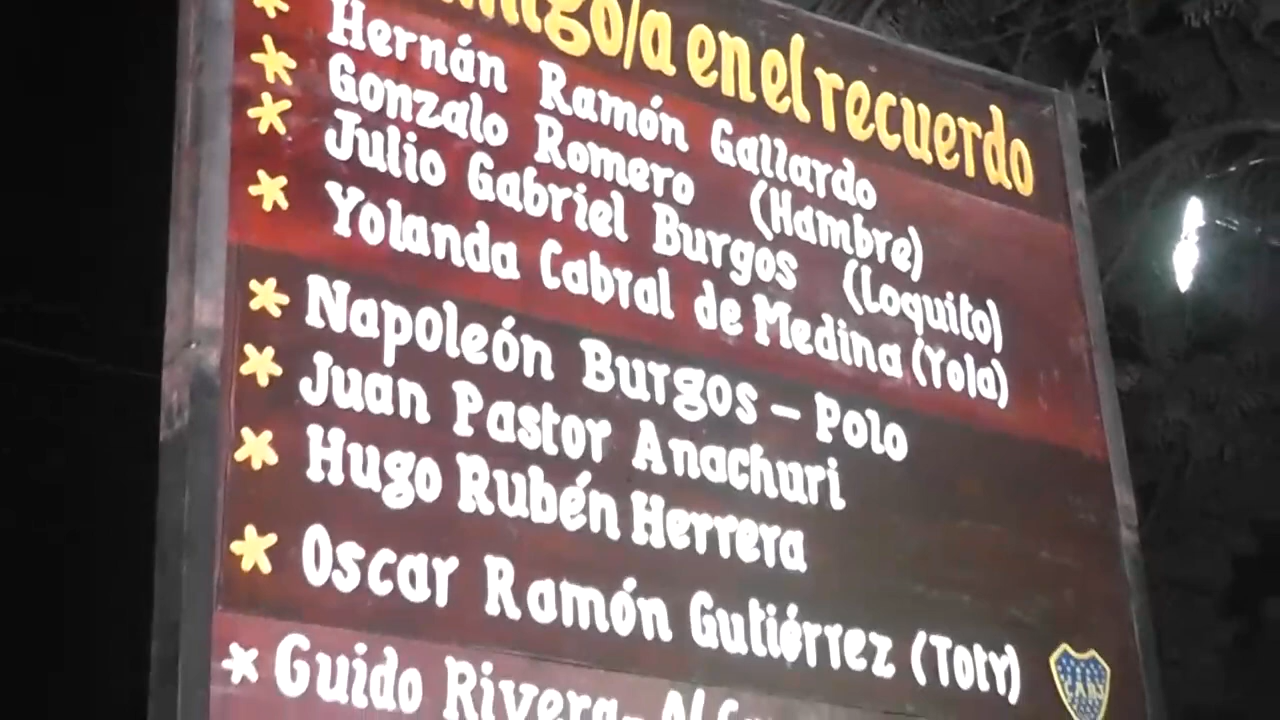 en el recuerdo
* Hernán Ramón Gallardo
* Gonzalo Romero (Hambre)
* Julio Gabriel Burgos (Loquito)
* Yolanda Cabral de Medina (Yola)
* Napoleón Burgos - Polo
* Juan Pastor Anachuri
* Hugo Rubén Herrera
* Oscar Ramón Gutiérrez (Toty)
CABJ
* Guido Rivera-